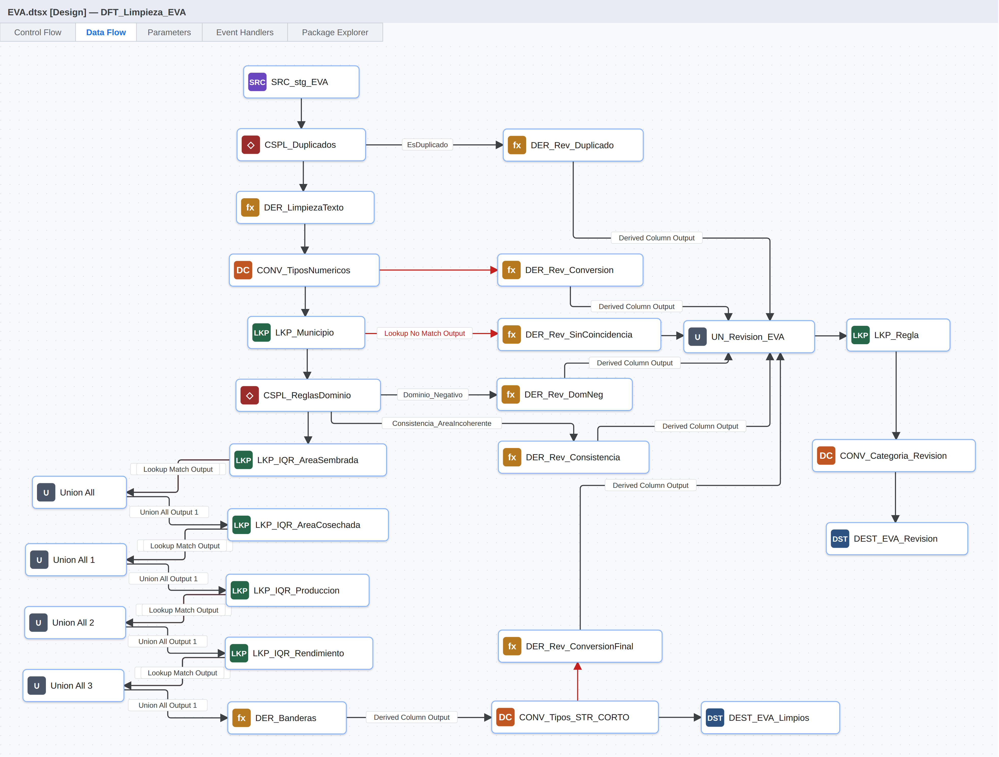 EVA.dtsx [Design] — DFT_Limpieza_EVA
Control Flow
Data Flow
Parameters
Event Handlers
Package Explorer
SRC
SRC_stg_EVA
CSPL_Duplicados
EsDuplicado
fx
DER_Rev_Duplicado
fx
DER_LimpiezaTexto
Derived Column Output
DC
CONV_TiposNumericos
fx
DER_Rev_Conversion
Derived Column Output
LKP
LKP_Municipio
Lookup No Match Output
fx
DER_Rev_SinCoincidencia
U
UN_Revision_EVA
LKP
LKP_Regla
Derived Column Output
CSPL_ReglasDominio
Dominio_Negativo
fx
DER_Rev_DomNeg
Consistencia_AreaIncoherente
Derived Column Output
LKP
LKP_IQR_AreaSembrada
fx
DER_Rev_Consistencia
DC
CONV_Categoria_Revision
Lookup Match Output
U
Union All
Derived Column Output
Union All Output 1
LKP
LKP_IQR_AreaCosechada
DST
DEST_EVA_Revision
Lookup Match Output
U
Union All 1
Union All Output 1
LKP
LKP_IQR_Produccion
Lookup Match Output
U
Union All 2
Union All Output 1
LKP
LKP_IQR_Rendimiento
fx
DER_Rev_ConversionFinal
Lookup Match Output
U
Union All 3
Union All Output 1
fx
DER_Banderas
Derived Column Output
DC
CONV_Tipos_STR_CORTO
DST
DEST_EVA_Limpios